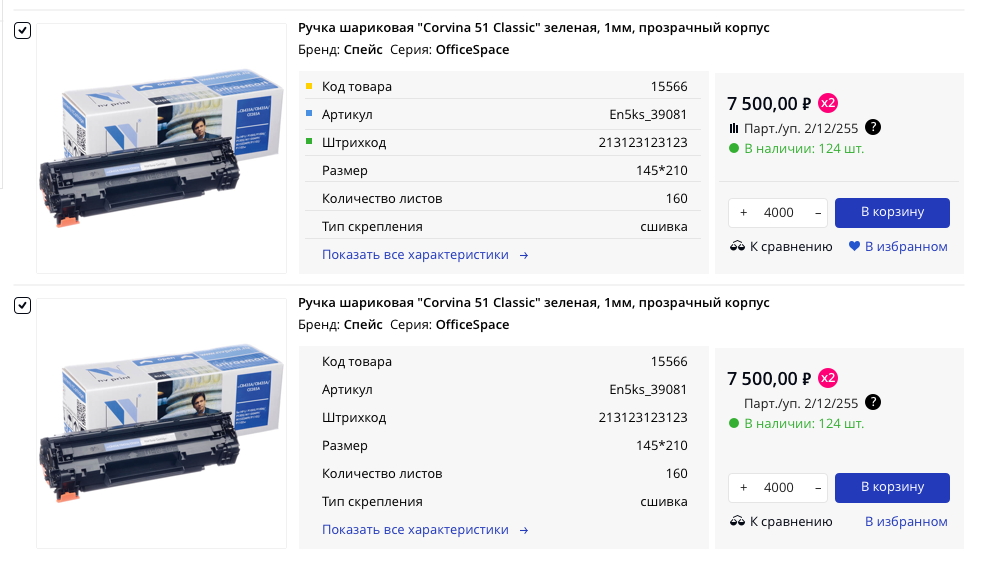 Ручка шариковая "Corvina 51 Classic" зеленая, 1мм, прозрачный корпус
Бренд: Спейс Серия: OfficeSpace
nv print
Код товара 15566
Артикул En5ks_39081
Штрихкод 213123123123
Размер 145*210
Количество листов 160
Тип скрепления сшивка
Показать все характеристики →
7 500,00 ₽ x2
Парт./уп. 2/12/255 ?
В наличии: 124 шт.
+ 4000 –
В корзину
К сравнению
В избранном
Ручка шариковая "Corvina 51 Classic" зеленая, 1мм, прозрачный корпус
Бренд: Спейс Серия: OfficeSpace
nv print
Код товара 15566
Артикул En5ks_39081
Штрихкод 213123123123
Размер 145*210
Количество листов 160
Тип скрепления сшивка
Показать все характеристики →
7 500,00 ₽ x2
Парт./уп. 2/12/255 ?
В наличии: 124 шт.
+ 4000 –
В корзину
К сравнению
В избранном